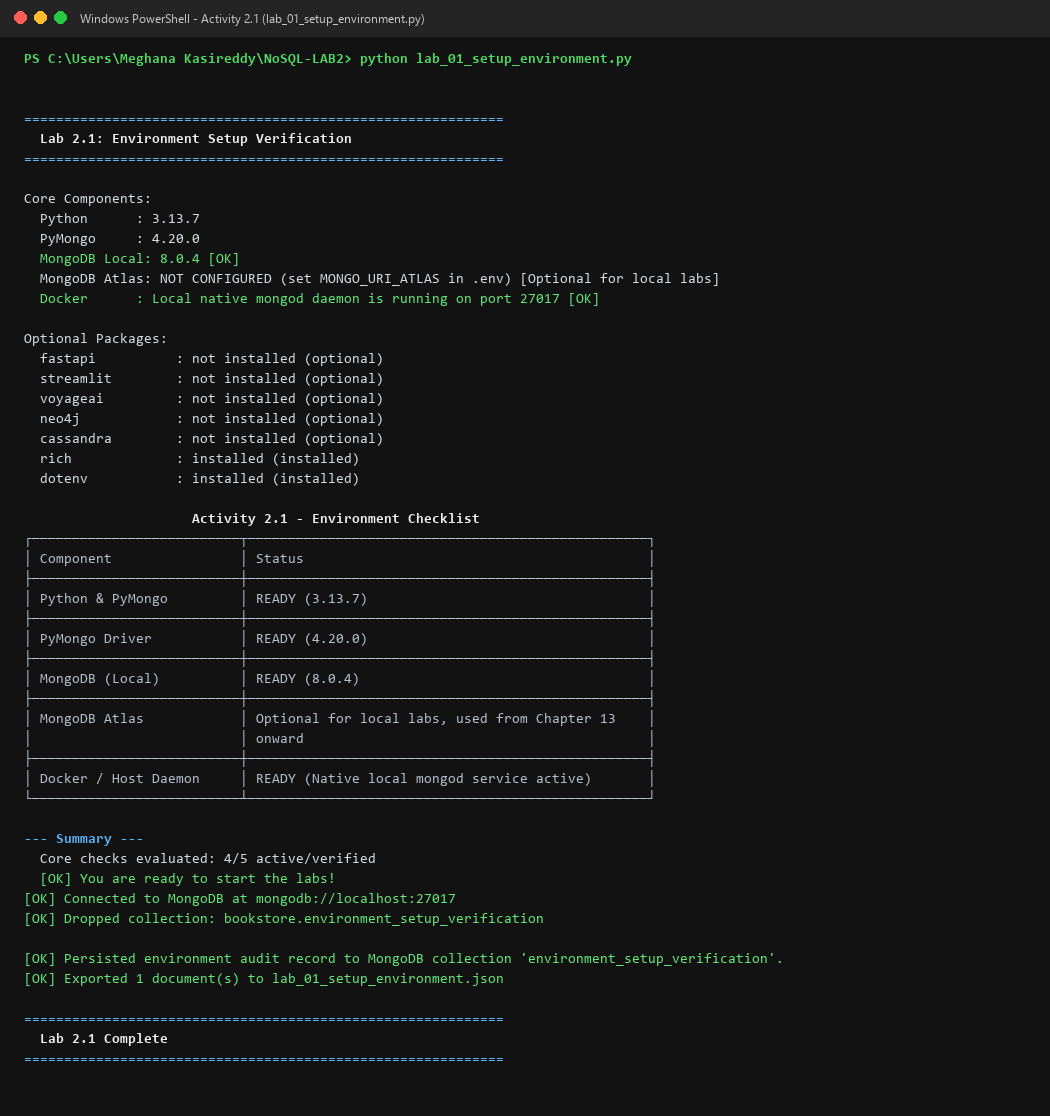 Windows PowerShell - Activity 2.1 (lab_01_setup_environment.py)
PS C:\Users\Meghana Kasireddy\NoSQL-LAB2> python lab_01_setup_environment.py
============================================================
  Lab 2.1: Environment Setup Verification
============================================================
Core Components:
  Python      : 3.13.7
  PyMongo     : 4.20.0
  MongoDB Local: 8.0.4 [OK]
  MongoDB Atlas: NOT CONFIGURED (set MONGO_URI_ATLAS in .env) [Optional for local labs]
  Docker      : Local native mongod daemon is running on port 27017 [OK]
Optional Packages:
  fastapi          : not installed (optional)
  streamlit        : not installed (optional)
  voyageai         : not installed (optional)
  neo4j            : not installed (optional)
  cassandra        : not installed (optional)
  rich             : installed (installed)
  dotenv           : installed (installed)
Activity 2.1 - Environment Checklist
Component Status
Python & PyMongo READY (3.13.7)
PyMongo Driver READY (4.20.0)
MongoDB (Local) READY (8.0.4)
MongoDB Atlas Optional for local labs, used from Chapter 13
onward
Docker / Host Daemon READY (Native local mongod service active)
--- Summary ---
  Core checks evaluated: 4/5 active/verified
  [OK] You are ready to start the labs!
[OK] Connected to MongoDB at mongodb://localhost:27017
[OK] Dropped collection: bookstore.environment_setup_verification
[OK] Persisted environment audit record to MongoDB collection 'environment_setup_verification'.
[OK] Exported 1 document(s) to lab_01_setup_environment.json
============================================================
  Lab 2.1 Complete
============================================================